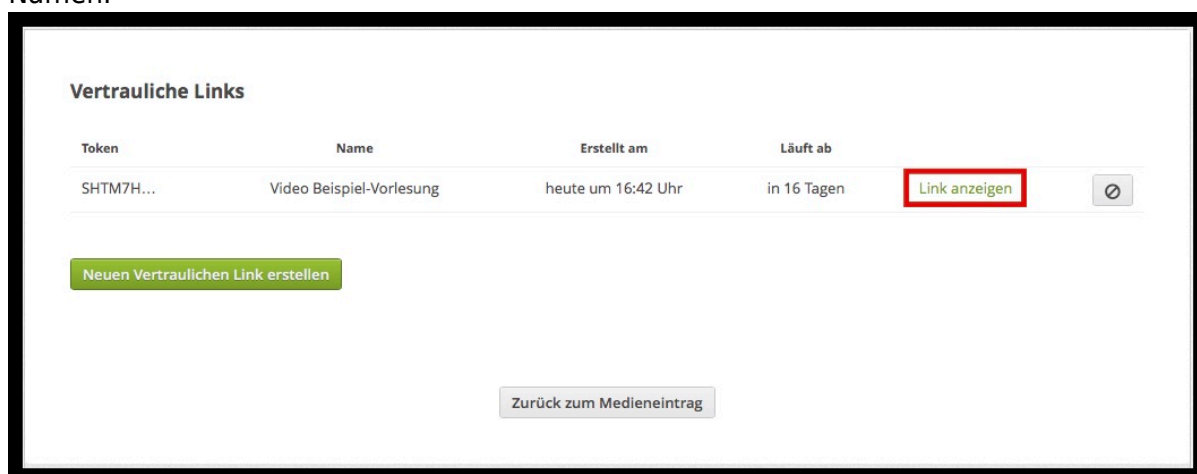 Namen.
Vertrauliche Links
Token Name Erstellt am Läuft ab
SHTM7H... Video Beispiel-Vorlesung heute um 16:42 Uhr in 16 Tagen Link anzeigen
Neuen Vertraulichen Link erstellen
Zurück zum Medieneintrag